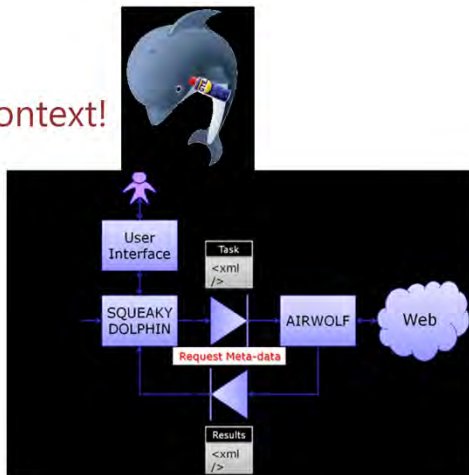 ontext!
User
Interface
Task
<xml
/>
SQUEAKY
DOLPHIN
AIRWOLF
Web
Request Meta-data
Results
<xml
/>